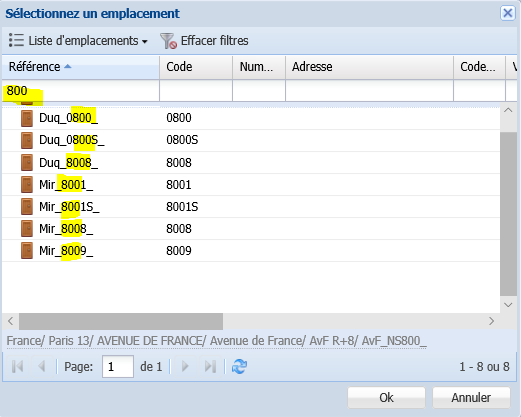 Sélectionnez un emplacement
Liste d'emplacements Effacer filtres
Référence Code Num... Adresse Code... V
800
Duq_0800_ 0800
Duq_0800S_ 0800S
Duq_8008_ 8008
Mir_8001_ 8001
Mir_8001S_ 8001S
Mir_8008_ 8008
Mir_8009_ 8009
France/ Paris 13/ AVENUE DE FRANCE/ Avenue de France/ AvF R+8/ AvF_NS800_
Page: 1 de 1 1 - 8 ou 8
Ok Annuler